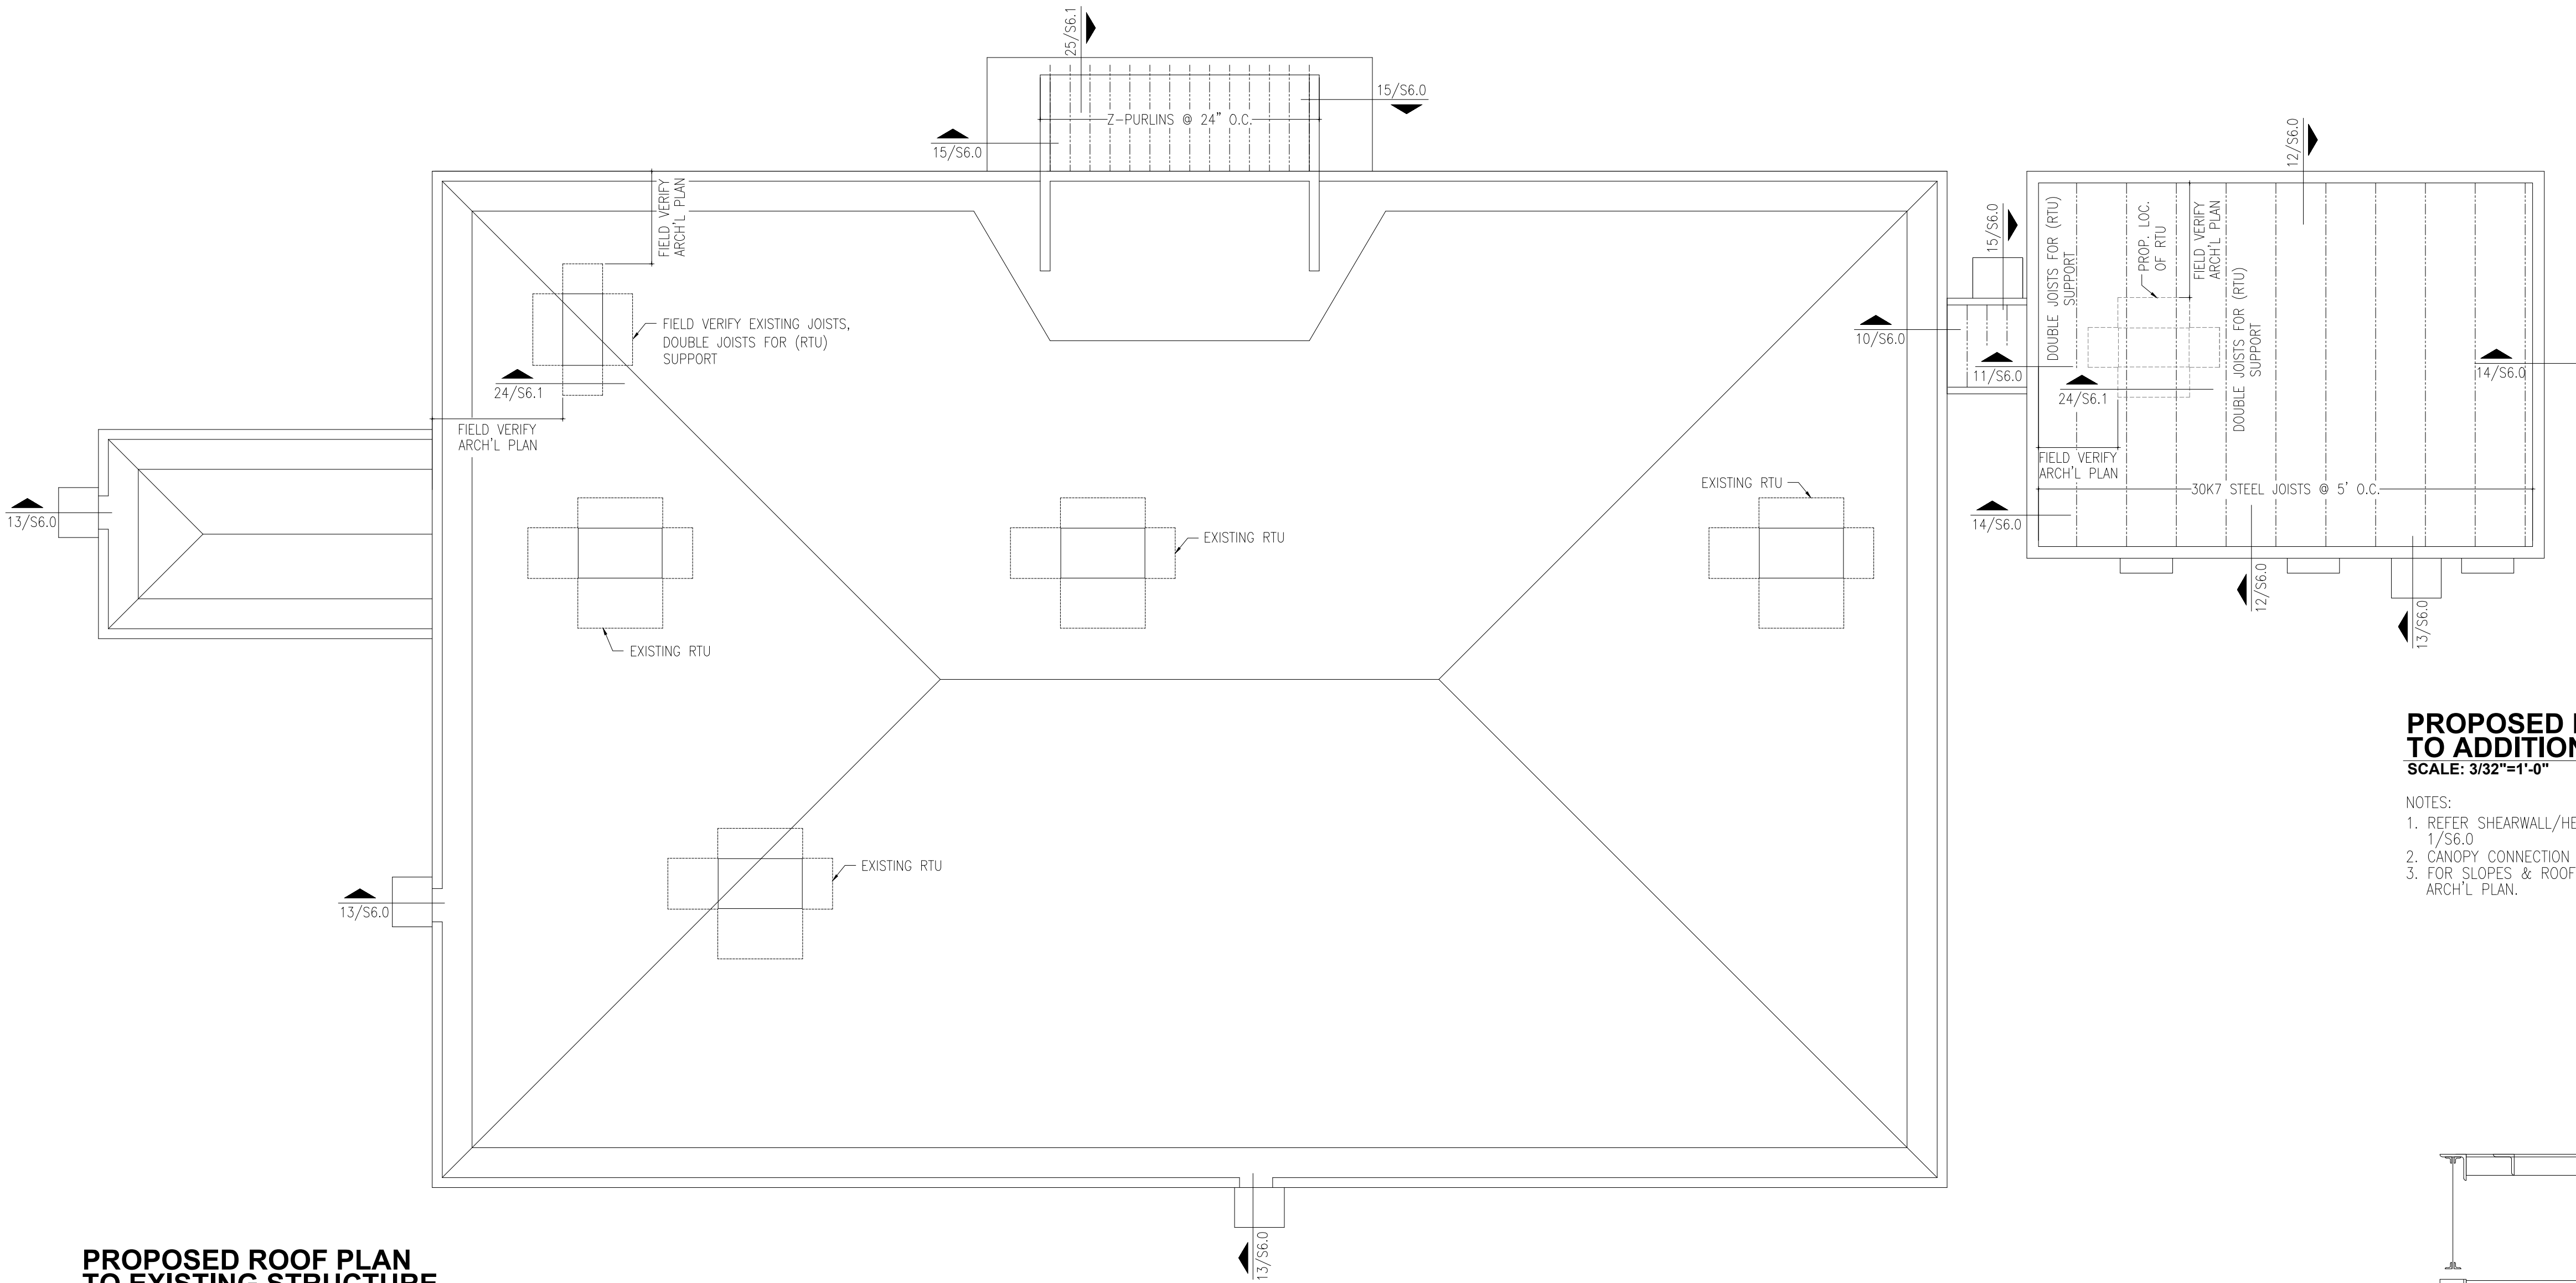 25/S6.1
15/S6.0
Z-PURLINS @ 24" O.C.
15/S6.0
FIELD VERIFY
ARCH'L PLAN
FIELD VERIFY EXISTING JOISTS,
DOUBLE JOISTS FOR (RTU)
SUPPORT
24/S6.1
FIELD VERIFY
ARCH'L PLAN
13/S6.0
EXISTING RTU
EXISTING RTU
EXISTING RTU
EXISTING RTU
13/S6.0
13/S6.0
10/S6.0
15/S6.0
11/S6.0
12/S6.0
DOUBLE JOISTS FOR (RTU)
SUPPORT
PROP. LOC.
OF RTU
FIELD VERIFY
ARCH'L PLAN
DOUBLE JOISTS FOR (RTU)
SUPPORT
24/S6.1
14/S6.0
FIELD VERIFY
ARCH'L PLAN
30K7 STEEL JOISTS @ 5' O.C.
14/S6.0
12/S6.0
13/S6.0
PROPOSED
TO ADDITION
SCALE: 3/32"=1'-0"
NOTES:
1. REFER SHEARWALL/HE
1/S6.0
2. CANOPY CONNECTION
3. FOR SLOPES & ROOF
ARCH'L PLAN.
PROPOSED ROOF PLAN
TO EXISTING STRUCTURE